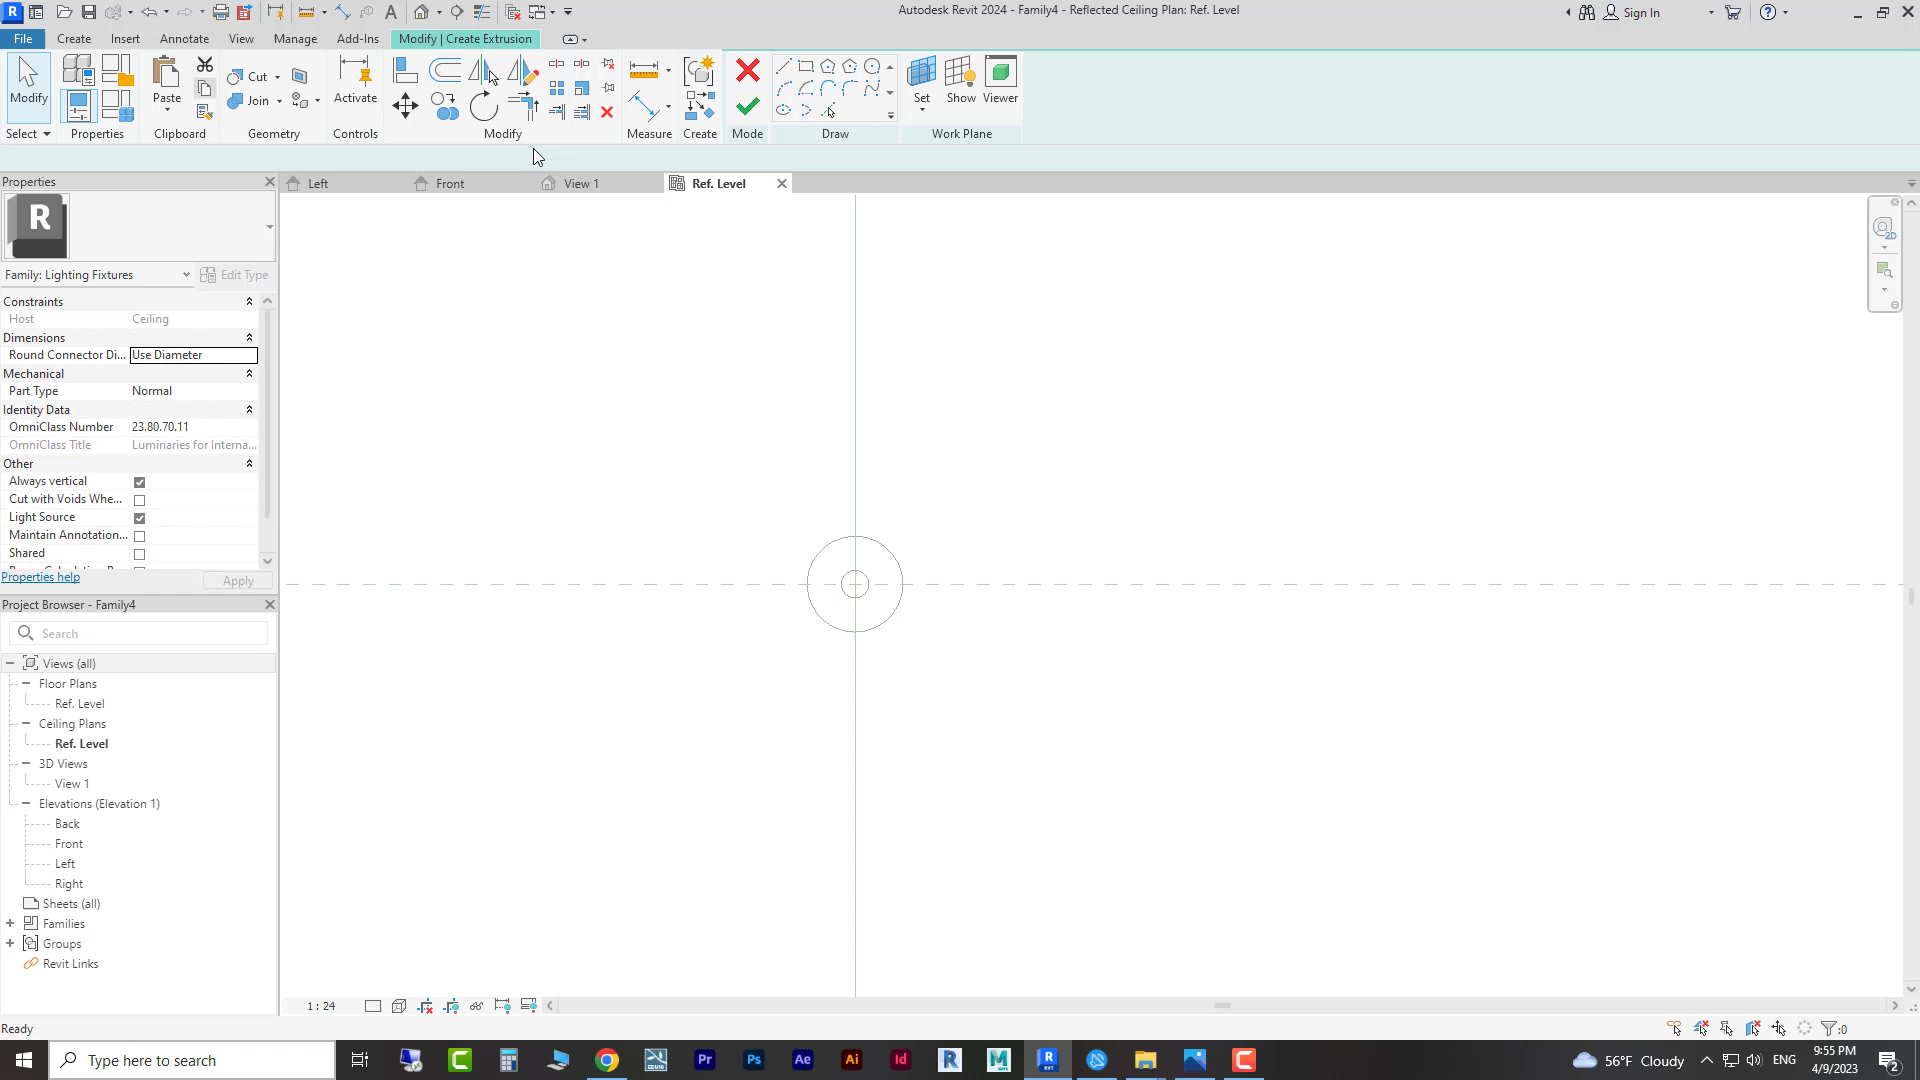 Autodesk Revit 2024 - Family4 - Reflected Ceiling Plan: Ref. Level
Sign In
File
Create
Insert
Annotate
View
Manage
Add-Ins
Modify | Create Extrusion
Modify
Paste
Cut
Join
Activate
Set
Show
Viewer
Select
Properties
Clipboard
Geometry
Controls
Modify
Measure
Create
Mode
Draw
Work Plane
Properties
Left
Front
View 1
Ref. Level
R
Family: Lighting Fixtures
Edit Type
Constraints
Host Ceiling
Dimensions
Round Connector Di... Use Diameter
Mechanical
Part Type Normal
Identity Data
OmniClass Number 23.80.70.11
OmniClass Title Luminaries for Interna...
Other
Always vertical
Cut with Voids Whe...
Light Source
Maintain Annotation...
Shared
Properties help
Apply
Project Browser - Family4
Search
Views (all)
Floor Plans
Ref. Level
Ceiling Plans
Ref. Level
3D Views
View 1
Elevations (Elevation 1)
Back
Front
Left
Right
Sheets (all)
Families
Groups
Revit Links
1 : 24
Ready
:0
Type here to search
Pr
Ps
Ae
Ai
Id
56°F Cloudy
ENG
9:55 PM
4/9/2023
2